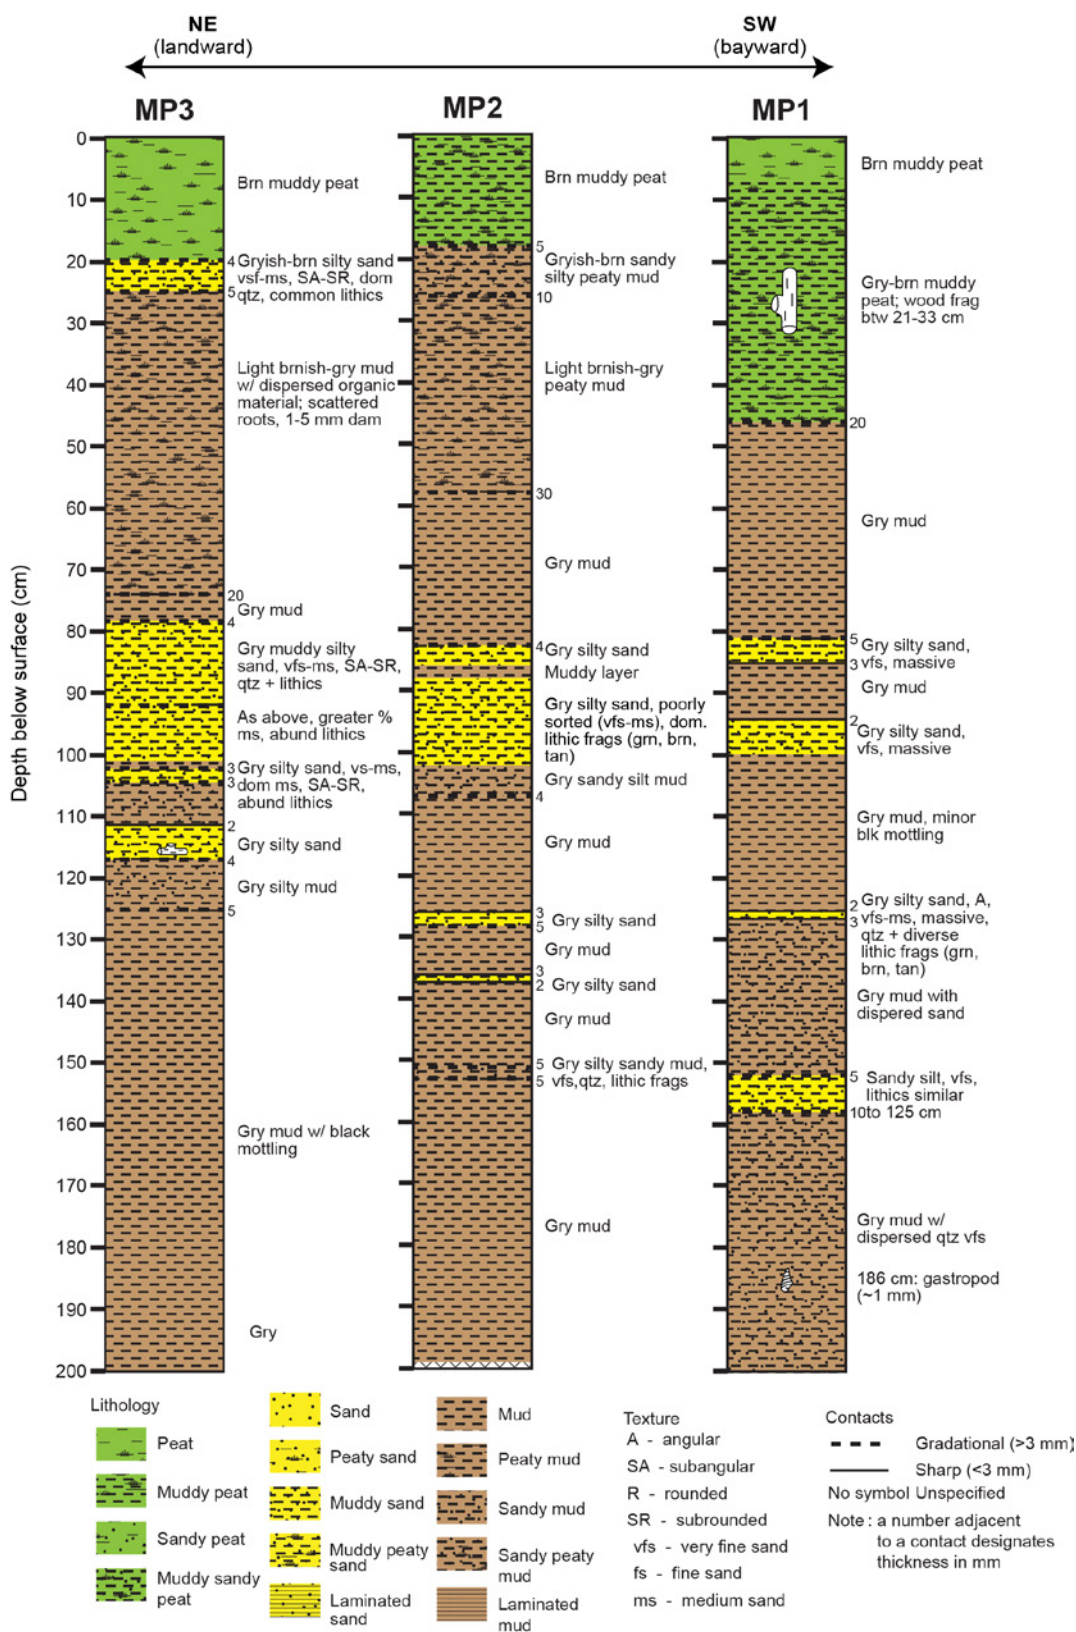 NE
(landward)
SW
(bayward)
MP3
MP2
MP1
Depth below surface (cm)
0
10
20
30
40
50
60
70
80
90
100
110
120
130
140
150
160
170
180
190
200
Brn muddy peat
4
Gryish-brn silty sand
vsf-ms, SA-SR, dom
qtz, common lithics
5
Light brnish-gry mud
w/ dispersed organic
material; scattered
roots, 1-5 mm dam
20
Gry mud
4
Gry muddy silty
sand, vfs-ms, SA-SR,
qtz + lithics
As above, greater %
ms, abund lithics
3
Gry silty sand, vs-ms,
3
dom ms, SA-SR,
abund lithics
2
Gry silty sand
4
Gry silty mud
5
Gry mud w/ black
mottling
Gry
Brn muddy peat
5
Gryish-brn sandy
silty peaty mud
10
Light brnish-gry
peaty mud
30
Gry mud
4
Gry silty sand
Muddy layer
Gry silty sand, poorly
sorted (vfs-ms), dom.
lithic frags (grn, brn,
tan)
Gry sandy silt mud
4
Gry mud
3
Gry silty sand
5
Gry mud
3
2
Gry silty sand
Gry mud
5
Gry silty sandy mud,
5
vfs,qtz, lithic frags
Gry mud
Brn muddy peat
Gry-brn muddy
peat; wood frag
btw 21-33 cm
20
Gry mud
5
Gry silty sand,
3
vfs, massive
Gry mud
2
Gry silty sand,
vfs, massive
Gry mud, minor
blk mottling
2
Gry silty sand, A,
3
vfs-ms, massive,
qtz + diverse
lithic frags (grn,
brn, tan)
Gry mud with
dispered sand
5
Sandy silt, vfs,
lithics similar
10
to 125 cm
Gry mud w/
dispersed qtz vfs
186 cm: gastropod
(~1 mm)
Lithology
Peat
Muddy peat
Sandy peat
Muddy sandy
peat
Sand
Peaty sand
Muddy sand
Muddy peaty
sand
Laminated
sand
Mud
Peaty mud
Sandy mud
Sandy peaty
mud
Laminated
mud
Texture
A - angular
SA - subangular
R - rounded
SR - subrounded
vfs - very fine sand
fs - fine sand
ms - medium sand
Contacts
Gradational (>3 mm)
Sharp (<3 mm)
No symbol Unspecified
Note : a number adjacent
to a contact designates
thickness in mm